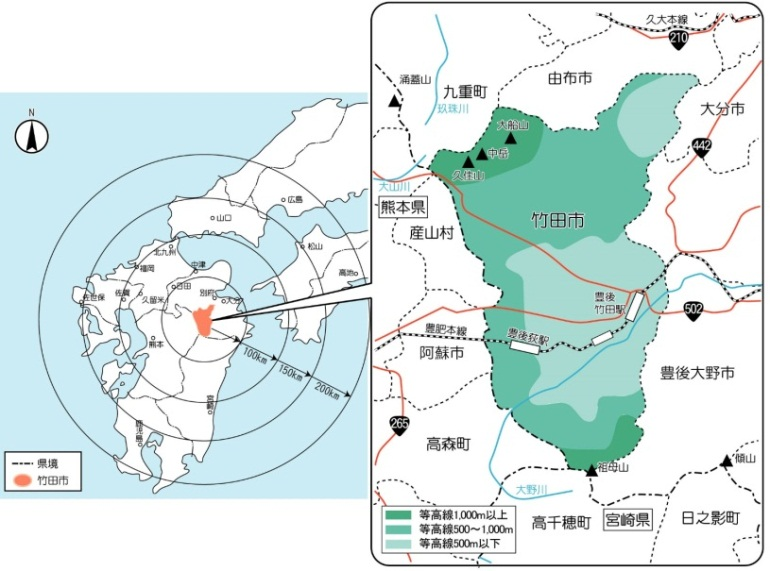 N
広島
山口
北九州
松山
福岡
中津
高地
日田
佐世保
佐賀
久留米
別府
大分
熊本
100km
150km
200km
宮崎
鹿児島
県境
竹田市
久大本線
210
涌蓋山
九重町
由布市
玖珠川
大分市
大船山
442
中岳
久住山
大山川
熊本県
竹田市
産山村
豊後
竹田駅
502
豊肥本線
豊後荻駅
阿蘇市
豊後大野市
265
高森町
祖母山
傾山
大野川
等高線1,000m以上
等高線500～1,000m
等高線500m以下
高千穂町
宮崎県
日之影町